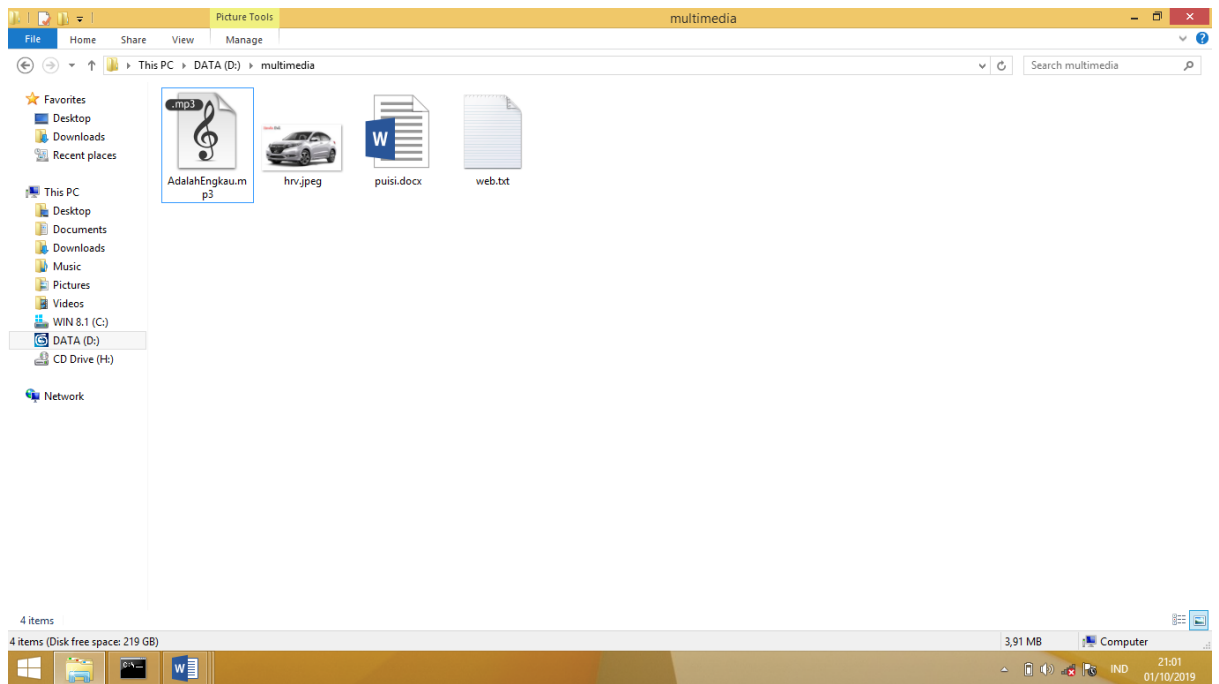 Picture Tools
multimedia
File Home Share View Manage
This PC DATA (D:) multimedia
Search multimedia
Favorites
Desktop
Downloads
Recent places
This PC
Desktop
Documents
Downloads
Music
Pictures
Videos
WIN 8.1 (C:)
DATA (D:)
CD Drive (H:)
Network
.mp3
AdalahEngkau.m
p3
hrv.jpeg
W
puisi.docx
web.txt
4 items
4 items (Disk free space: 219 GB)
3,91 MB
Computer
C:\_
W
IND
21:01
01/10/2019